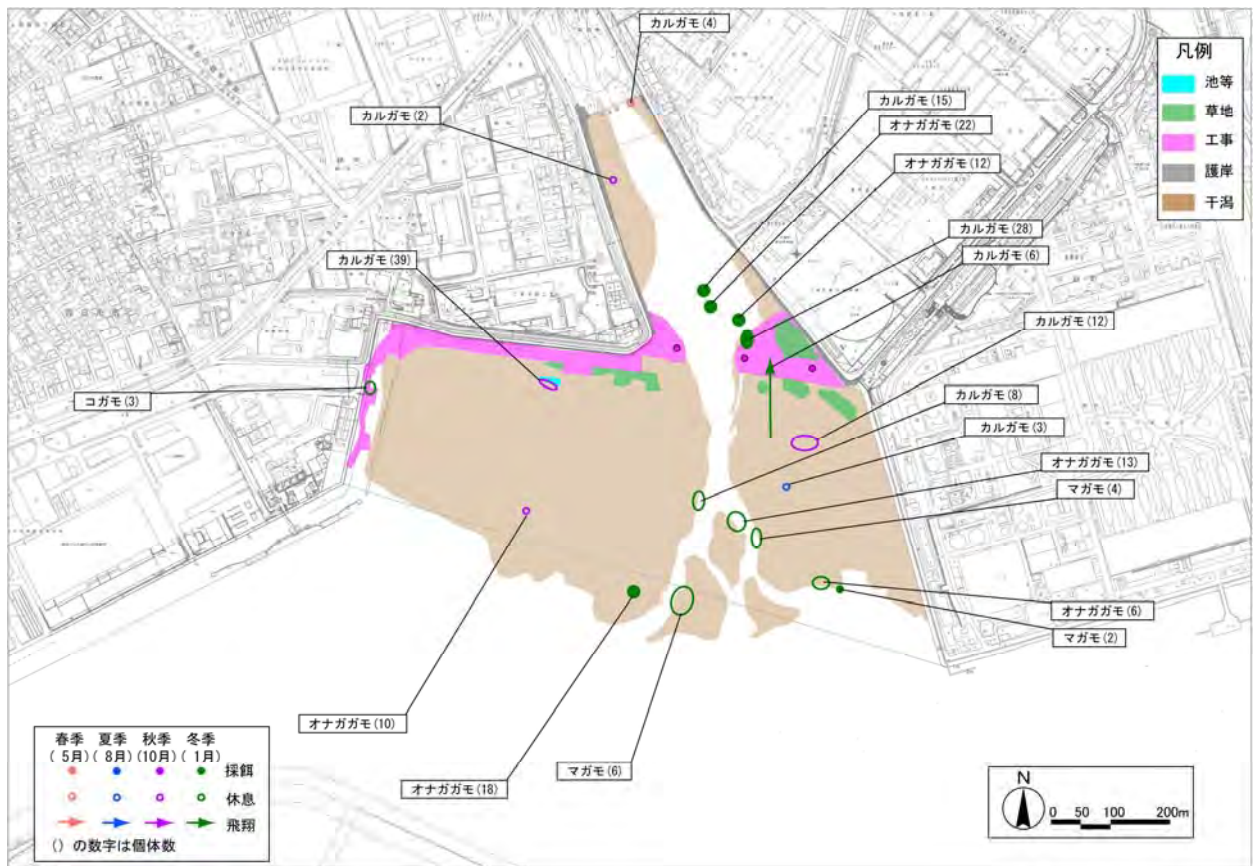 カルガモ(4)
凡例
池等
草地
工事
護岸
干潟
カルガモ(15)
カルガモ(2)
オナガガモ(22)
オナガガモ(12)
カルガモ(28)
カルガモ(39)
カルガモ(6)
カルガモ(12)
コガモ(3)
カルガモ(8)
カルガモ(3)
オナガガモ(13)
マガモ(4)
オナガガモ(6)
マガモ(2)
オナガガモ(10)
マガモ(6)
オナガガモ(18)
春季 夏季 秋季 冬季
( 5月) ( 8月) (10月) ( 1月)
採餌
休息
飛翔
() の数字は個体数
N
0 50 100 200m